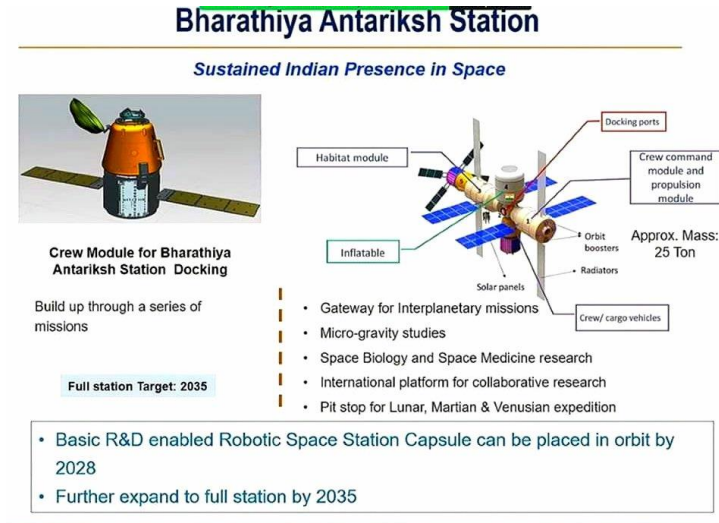 Bharathiya Antariksh Station
Sustained Indian Presence in Space
Crew Module for Bharathiya
Antariksh Station Docking
Build up through a series of
missions
Full station Target: 2035
Docking ports
Habitat module
Crew command
module and
propulsion
module
Inflatable
Orbit
boosters
Approx. Mass:
25 Ton
Radiators
Solar panels
Crew/ cargo vehicles
4
1
• Gateway for Interplanetary missions
• Micro-gravity studies
• Space Biology and Space Medicine research
• International platform for collaborative research
• Pit stop for Lunar, Martian & Venusian expedition
• Basic R&D enabled Robotic Space Station Capsule can be placed in orbit by
2028
• Further expand to full station by 2035